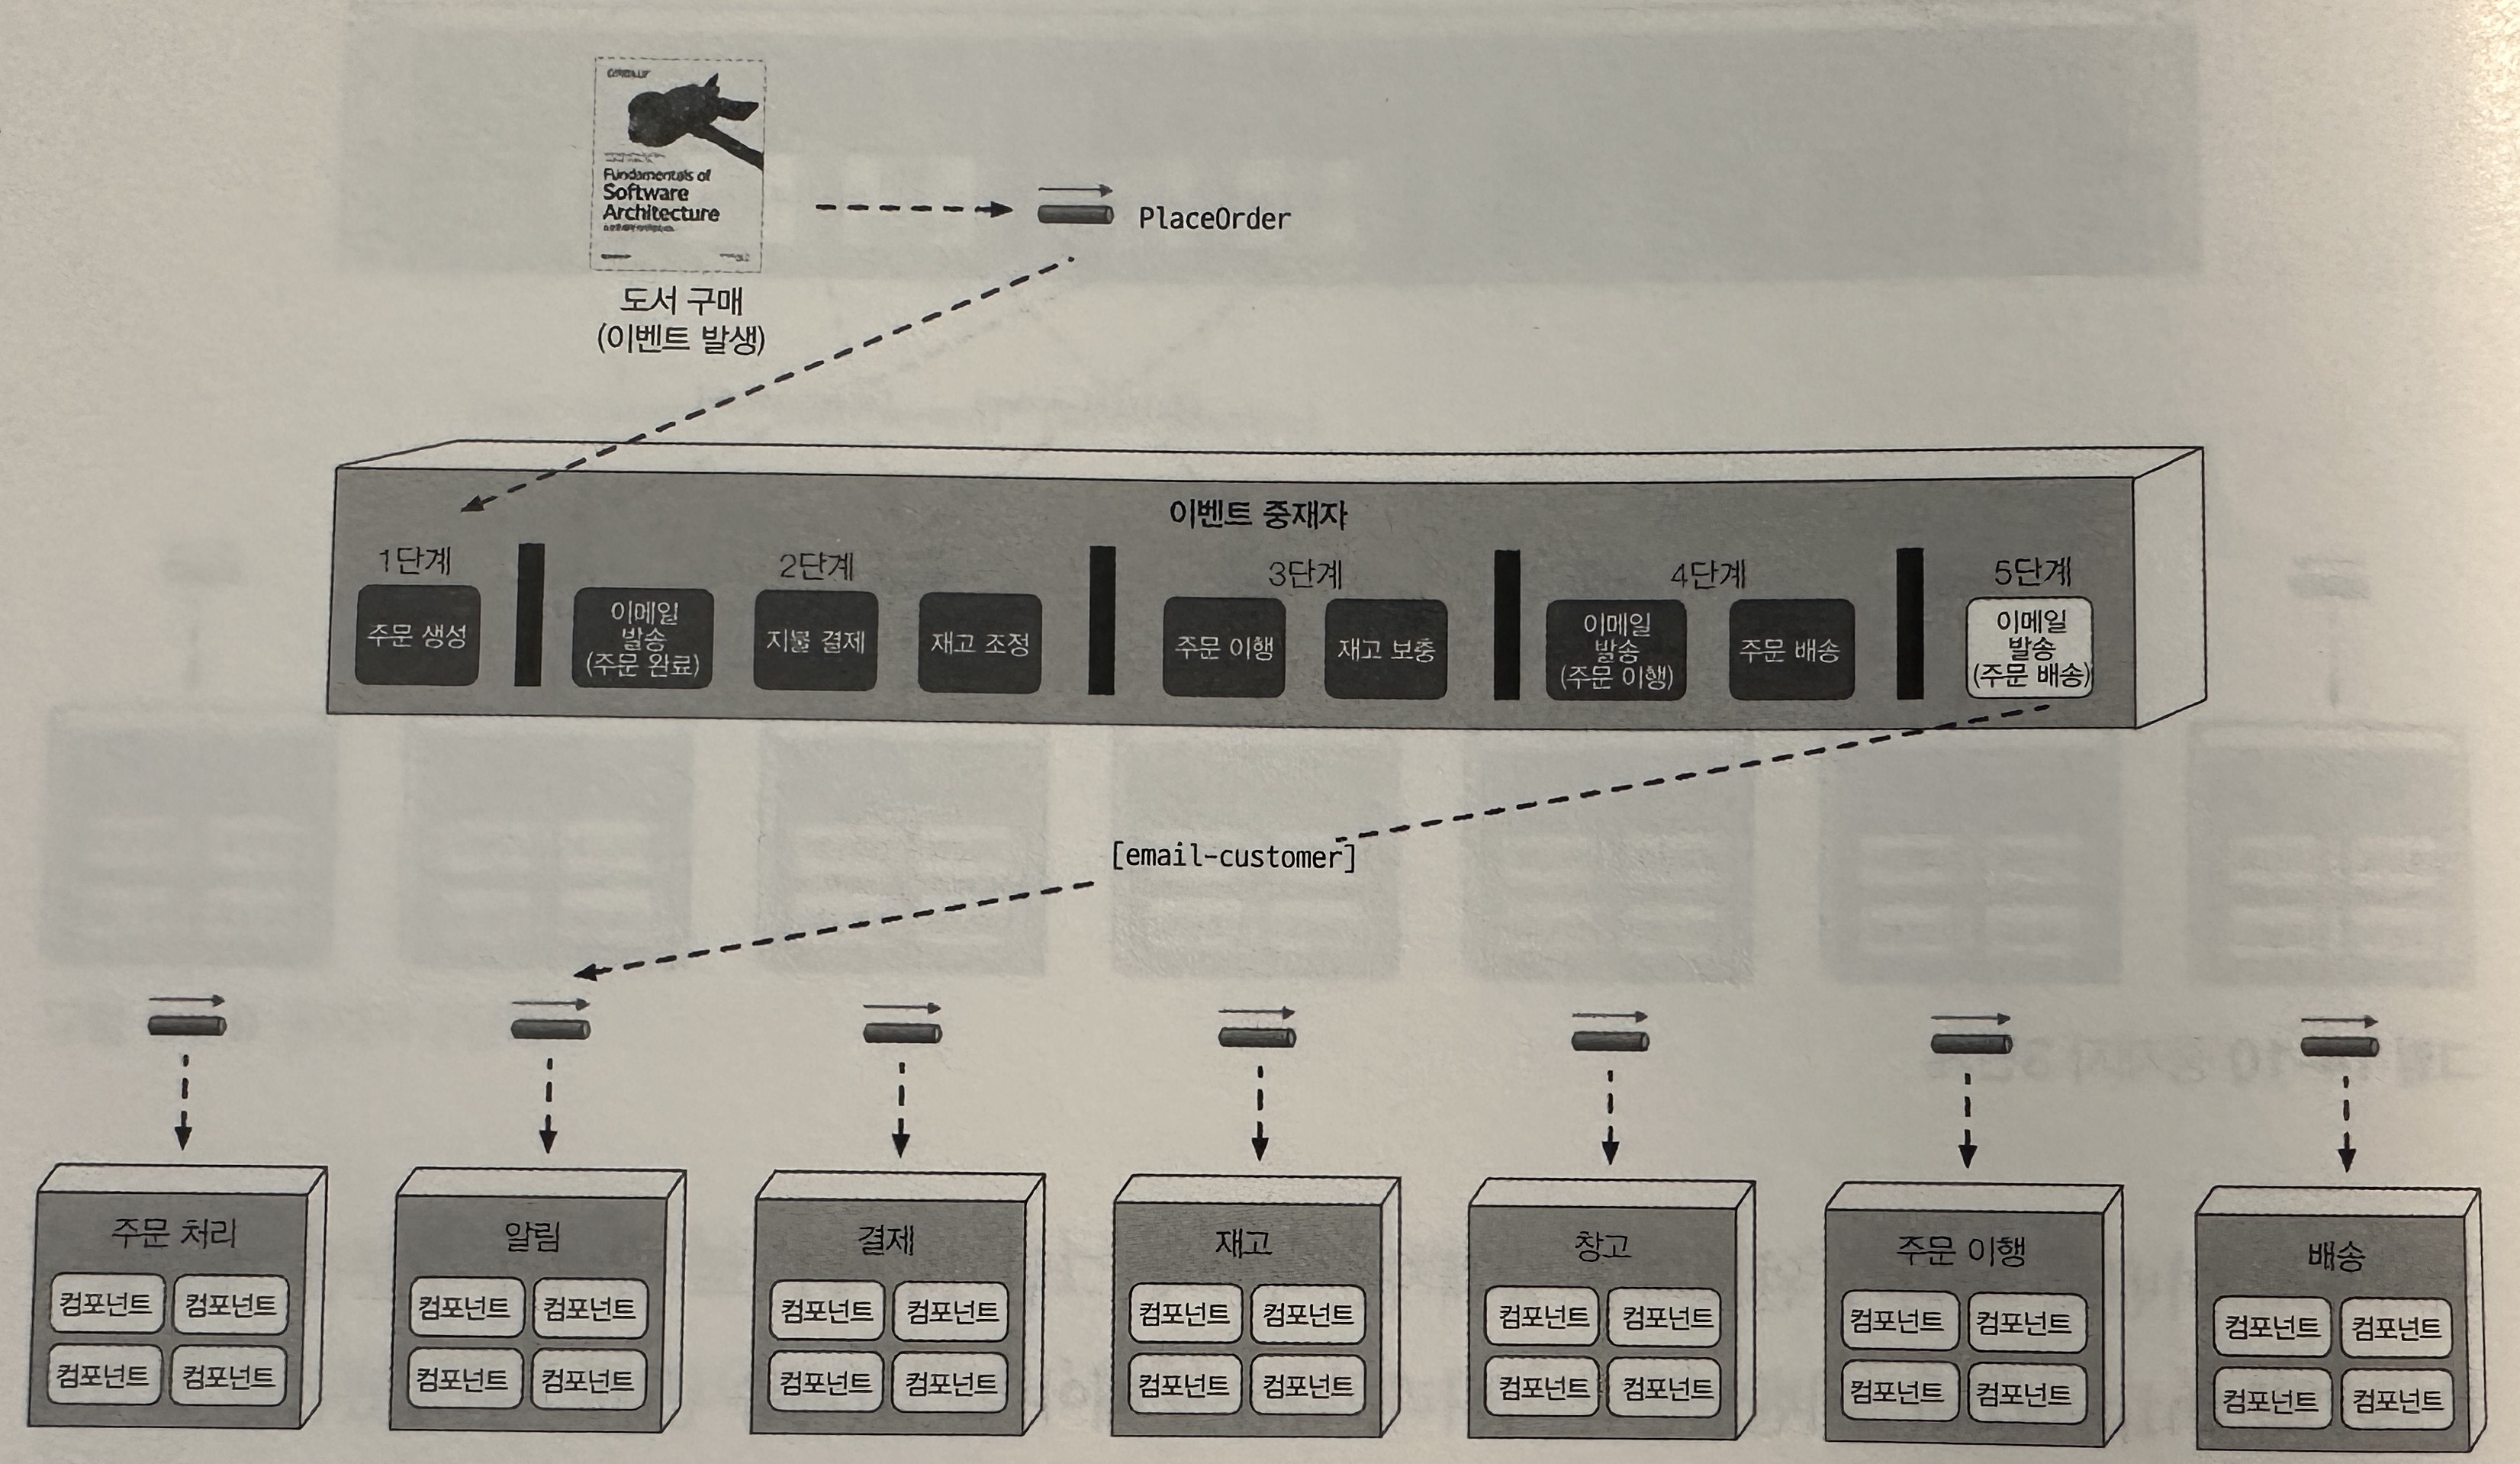 O'REILLY
Fundamentals of
Software
Architecture
PlaceOrder
도서 구매
(이벤트 발생)
이벤트 중재자
1단계
2단계
3단계
4단계
5단계
주문 생성
이메일
발송
(주문 완료)
지불 결제
재고 조정
주문 이행
재고 보충
이메일
발송
(주문 이행)
주문 배송
이메일
발송
(주문 배송)
[email-customer]
주문 처리
컴포넌트 컴포넌트
컴포넌트 컴포넌트
알림
컴포넌트 컴포넌트
컴포넌트 컴포넌트
결제
컴포넌트 컴포넌트
컴포넌트 컴포넌트
재고
컴포넌트 컴포넌트
컴포넌트 컴포넌트
창고
컴포넌트 컴포넌트
컴포넌트 컴포넌트
주문 이행
컴포넌트 컴포넌트
컴포넌트 컴포넌트
배송
컴포넌트 컴포넌트
컴포넌트 컴포넌트